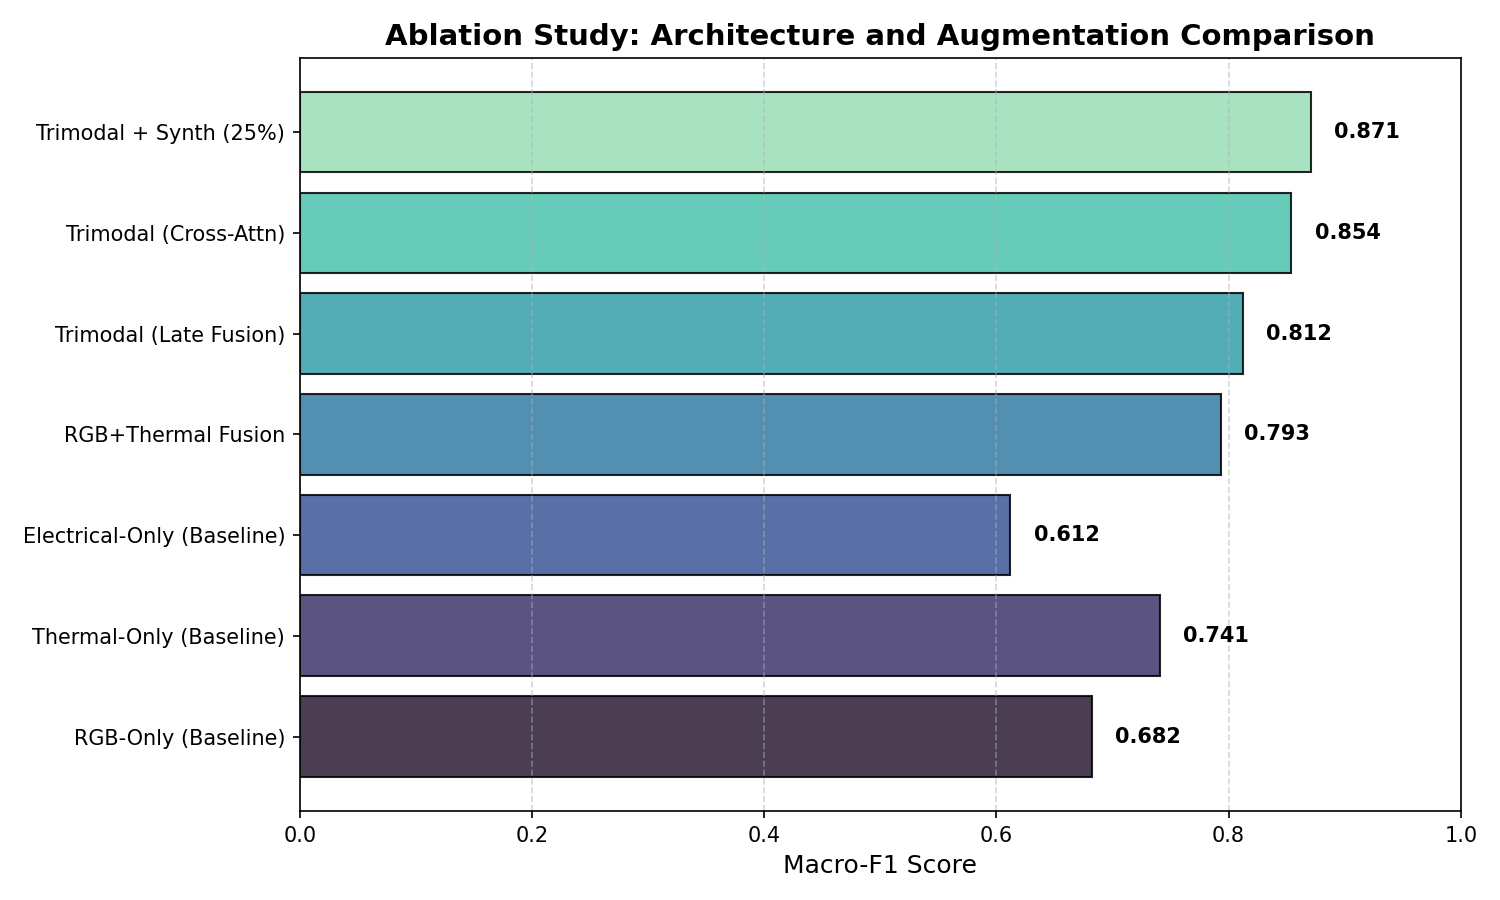 Ablation Study: Architecture and Augmentation Comparison
Trimodal + Synth (25%) 0.871
Trimodal (Cross-Attn) 0.854
Trimodal (Late Fusion) 0.812
RGB+Thermal Fusion 0.793
Electrical-Only (Baseline) 0.612
Thermal-Only (Baseline) 0.741
RGB-Only (Baseline) 0.682
0.0 0.2 0.4 0.6 0.8 1.0
Macro-F1 Score